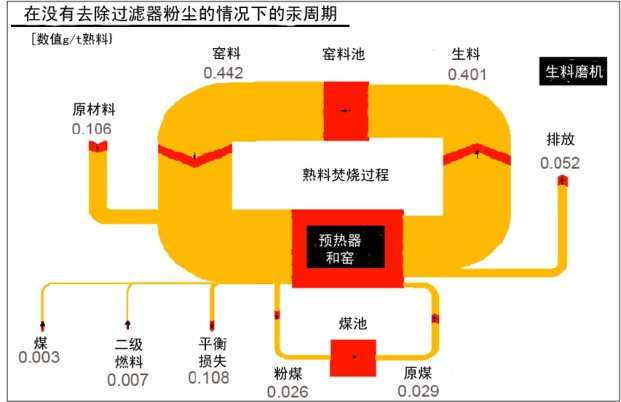 在没有去除过滤器粉尘的情况下的汞周期
[数值g/t熟料}
窑料
0.442
窑料池
生料
0.401
生料磨机
原材料
0.106
排放
0.052
熟料焚烧过程
预热器
和窑
煤
0.003
二级
燃料
0.007
平衡
损失
0.108
煤池
粉煤
0.026
原煤
0.029